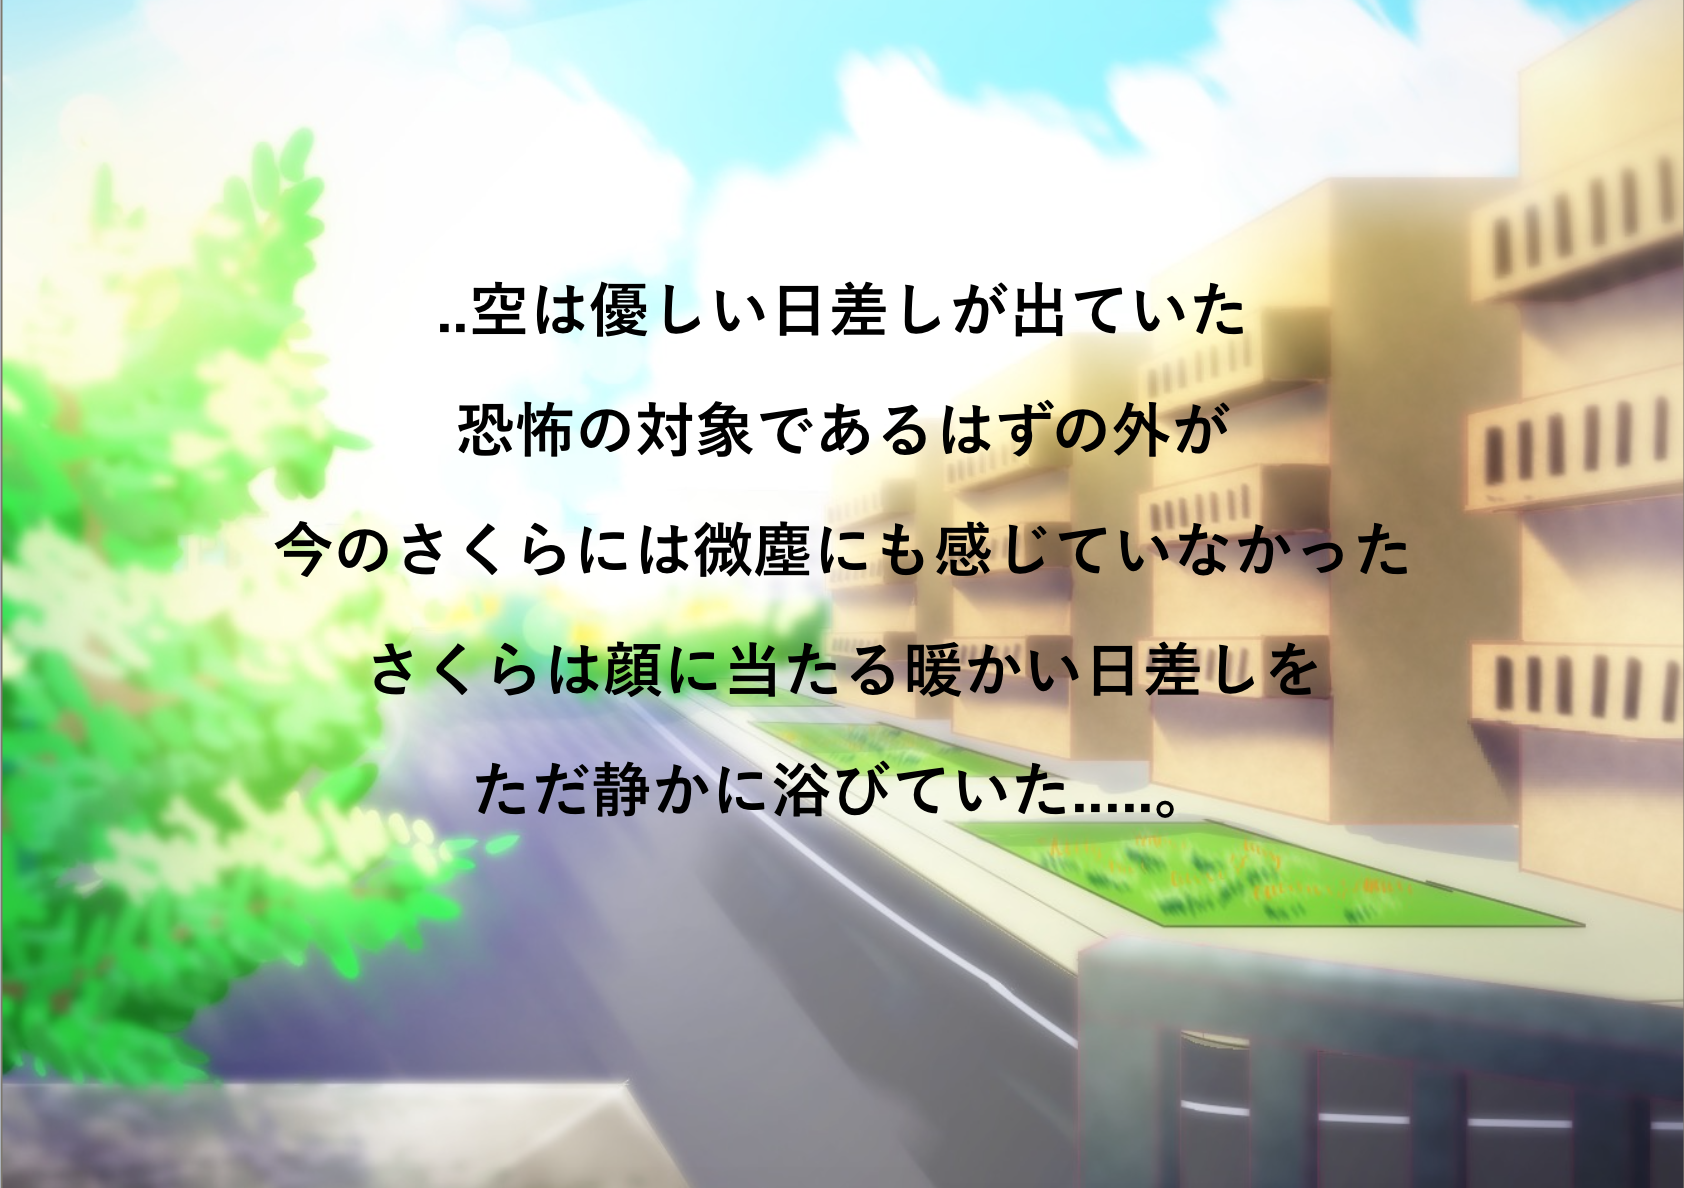 ..空は優しい日差しが出ていた
恐怖の対象であるはずの外が
今のさくらには微塵にも感じていなかった
さくらは顔に当たる暖かい日差しを
ただ静かに浴びていた.....。